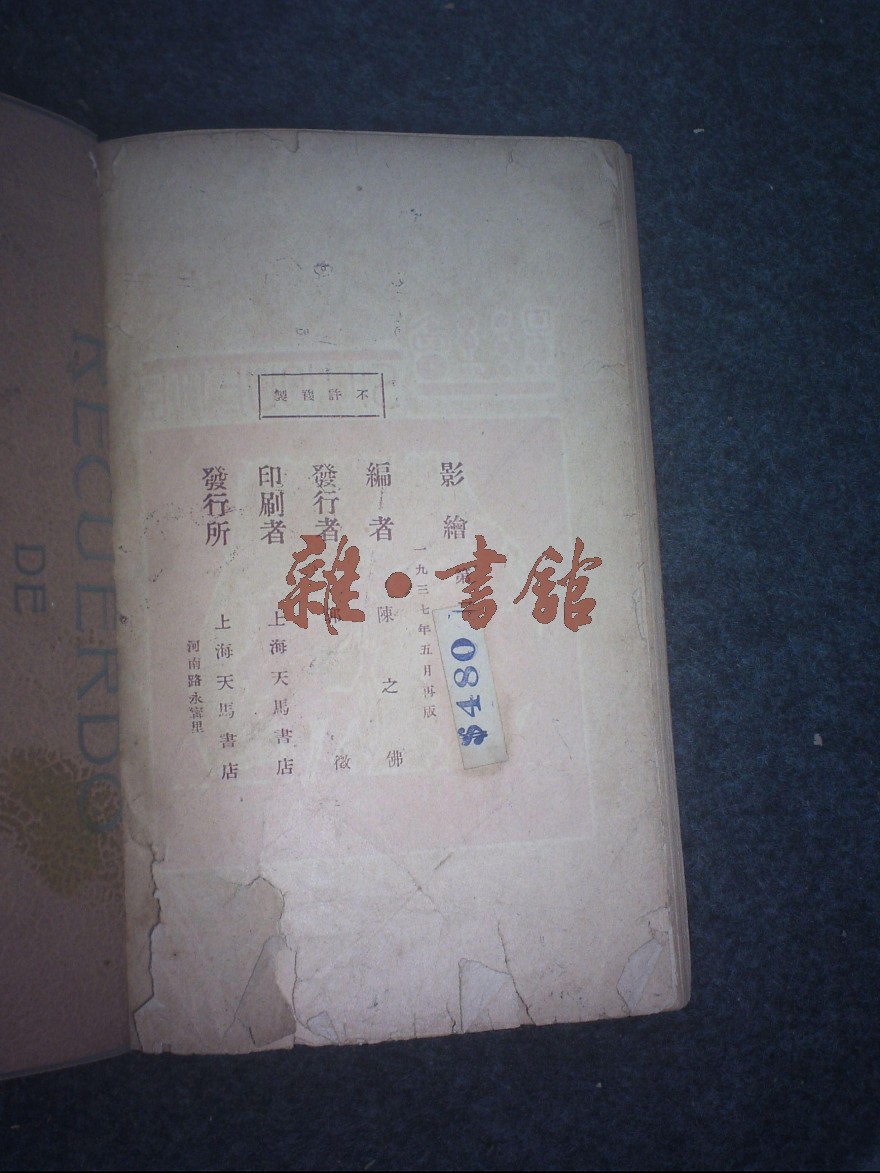 不許複製
影繪 第
一九三七年五月再版
編者 陳之佛
發行者 徵
印刷者 上海天馬書店
發行所 上海天馬書店
河南路永寧里
$480
雜·書館
RECUERDO
DE